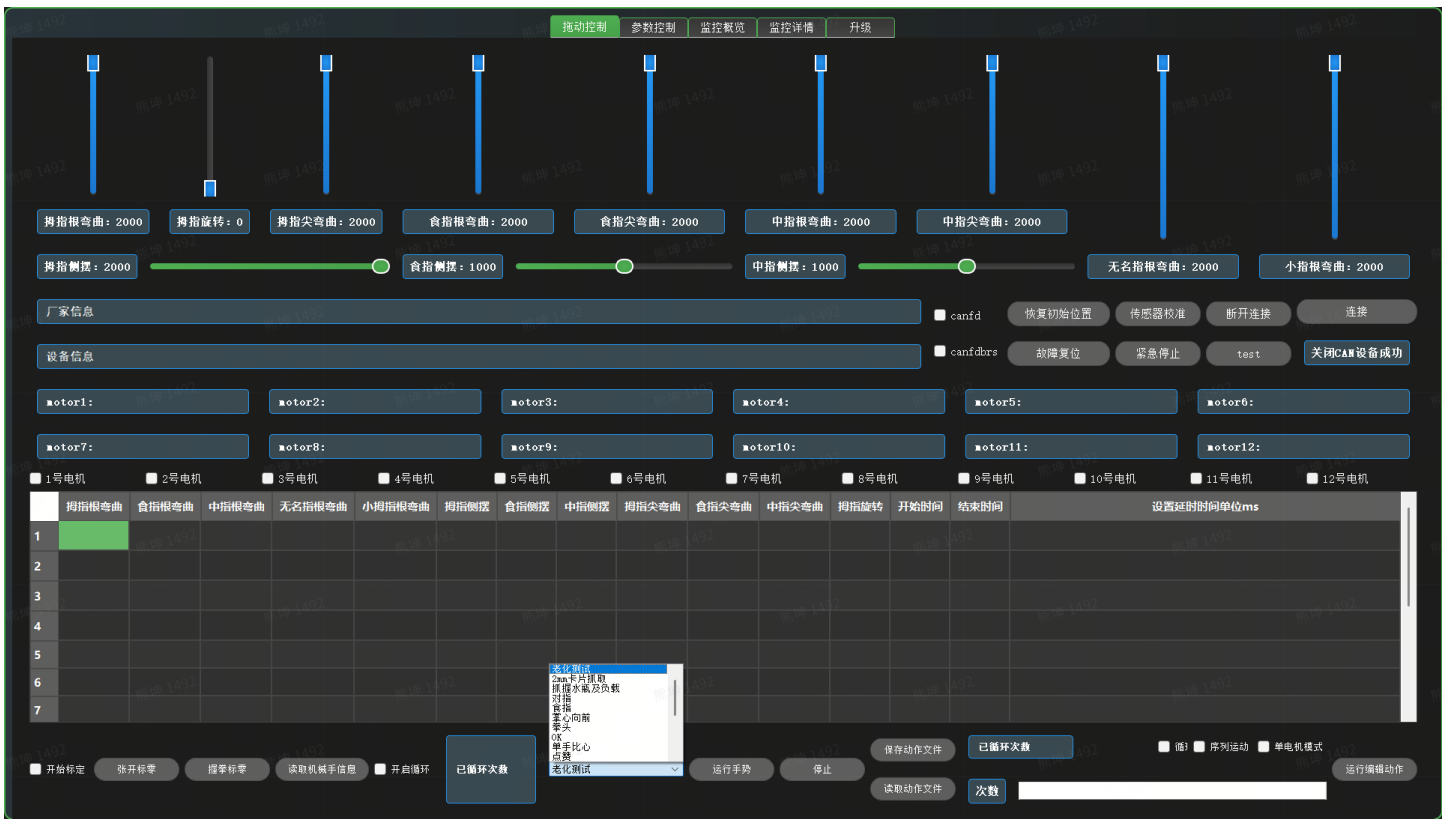 拖动控制 参数控制 监控概览 监控详情 升级
拇指根弯曲: 2000 拇指旋转: 0 拇指尖弯曲: 2000 食指根弯曲: 2000 食指尖弯曲: 2000 中指根弯曲: 2000 中指尖弯曲: 2000
拇指侧摆: 2000 食指侧摆: 1000 中指侧摆: 1000 无名指根弯曲: 2000 小指根弯曲: 2000
厂家信息 canfd 恢复初始位置 传感器校准 断开连接 连接
设备信息 canfdbrs 故障复位 紧急停止 test 关闭CAN设备成功
motor1: motor2: motor3: motor4: motor5: motor6:
motor7: motor8: motor9: motor10: motor11: motor12:
1号电机 2号电机 3号电机 4号电机 5号电机 6号电机 7号电机 8号电机 9号电机 10号电机 11号电机 12号电机
拇指根弯曲 食指根弯曲 中指根弯曲 无名指根弯曲 小拇指根弯曲 拇指侧摆 食指侧摆 中指侧摆 拇指尖弯曲 食指尖弯曲 中指尖弯曲 拇指旋转 开始时间 结束时间 设置延时时间单位ms
1
2
3
4
5
6
7
老化测试
2mm卡片抓取
抓握水瓶及负载
对指
食指
掌心向前
拳头
OK
单手比心
点赞
开始标定 张开标零 握拳标零 读取机械手信息 开启循环 已循环次数 老化测试 运行手势 停止
保存动作文件 已循环次数 序列运动 单电机模式
读取动作文件 次数 运行编辑动作
熊坤 1492